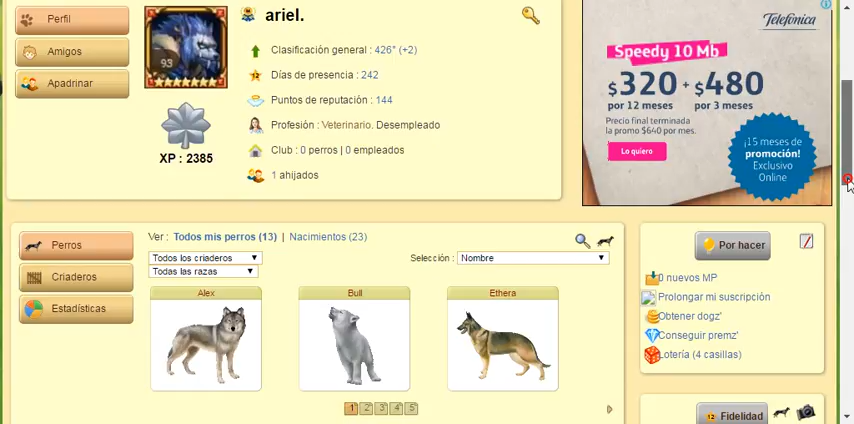 Perfil
Amigos
Apadrinar
93
XP : 2385
ariel.
Clasificación general : 426° (+2)
Días de presencia : 242
Puntos de reputación : 144
Profesión : Veterinario. Desempleado
Club : 0 perros | 0 empleados
1 ahijados
Telefónica
Speedy 10 Mb
$320 + $480
por 12 meses por 3 meses
Precio final terminada
la promo $640 por mes.
Lo quiero
¡15 meses de
promoción!
Exclusivo
Online
Perros
Criaderos
Estadísticas
Ver : Todos mis perros (13) | Nacimientos (23)
Todos los criaderos
Todas las razas
Selección : Nombre
Alex
Bull
Ethera
1 2 3 4 5
Por hacer
0 nuevos MP
Prolongar mi suscripción
Obtener dogz'
Conseguir premz'
Lotería (4 casillas)
12 Fidelidad